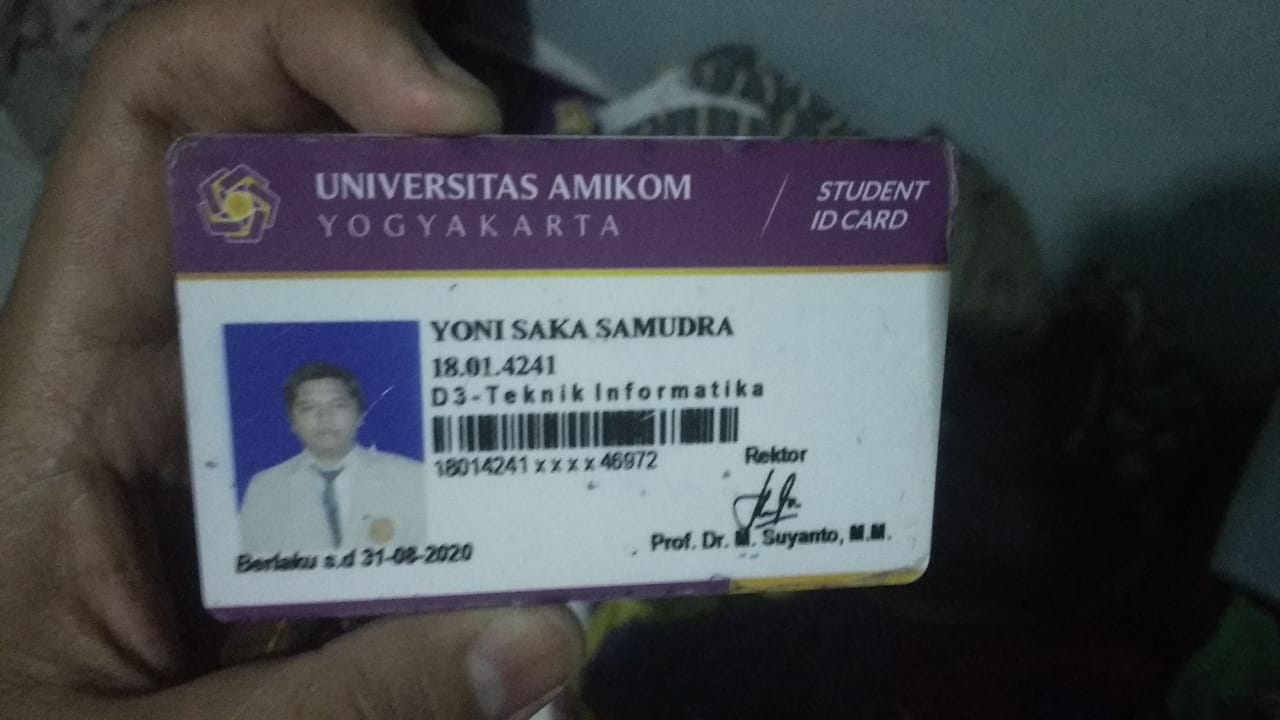 UNIVERSITAS AMIKOM
YOGYAKARTA
STUDENT
ID CARD
YONI SAKA SAMUDRA
18.01.4241
D3-Teknik Informatika
18014241 x x x x 46972
Rektor
Prof. Dr. M. Suyanto, M.M.
Berlaku s.d 31-08-2020